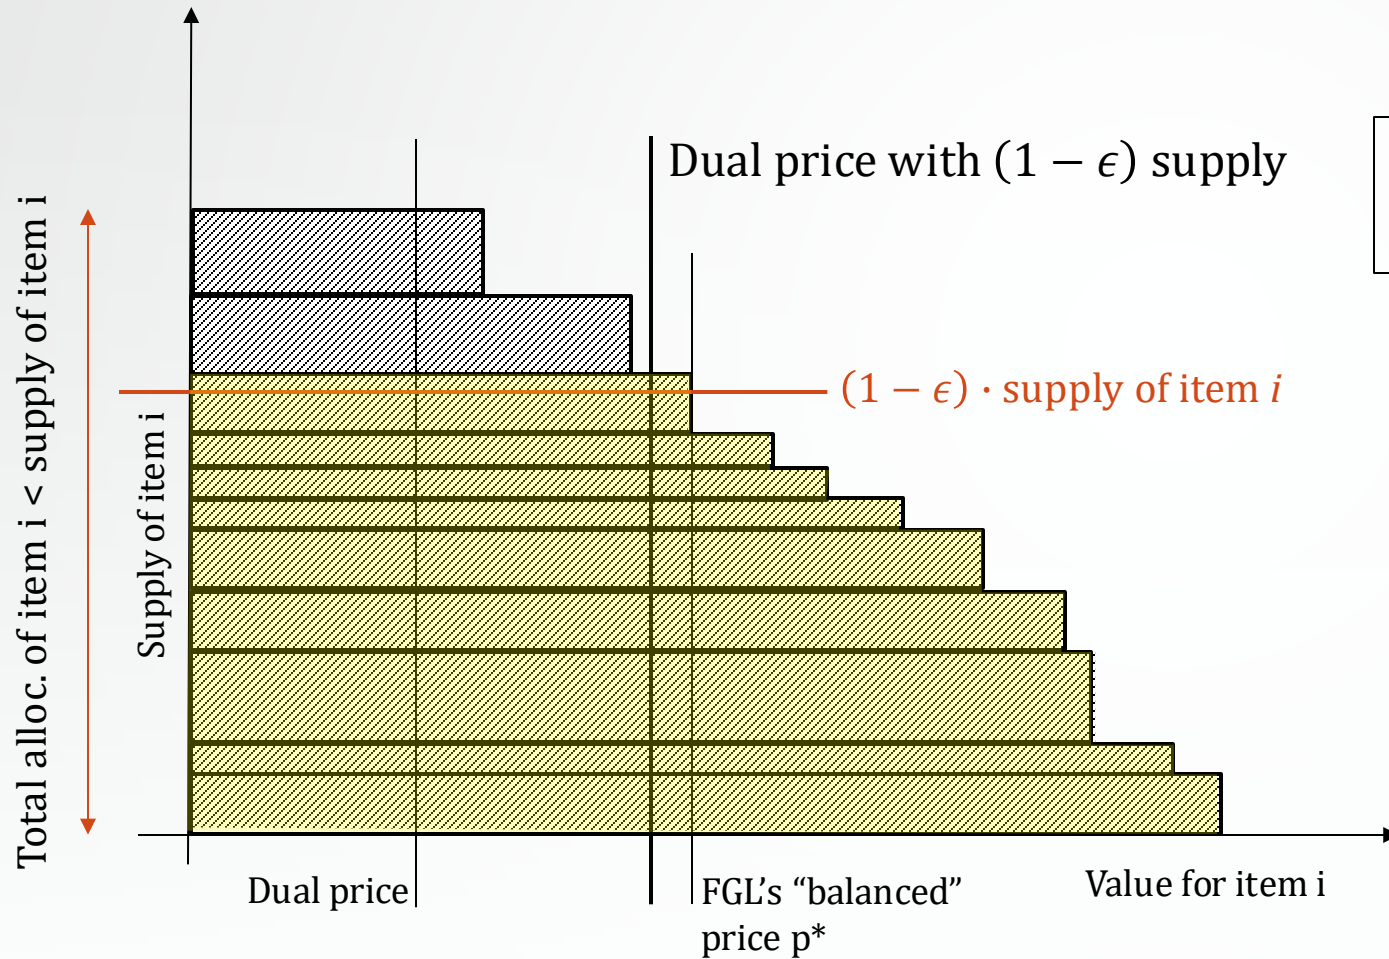 Dual price with (1 − ϵ) supply
Total alloc. of item i < supply of item i
(1 − ϵ) · supply of item i
Supply of item i
Dual price
FGL’s “balanced”
price p*
Value for item i